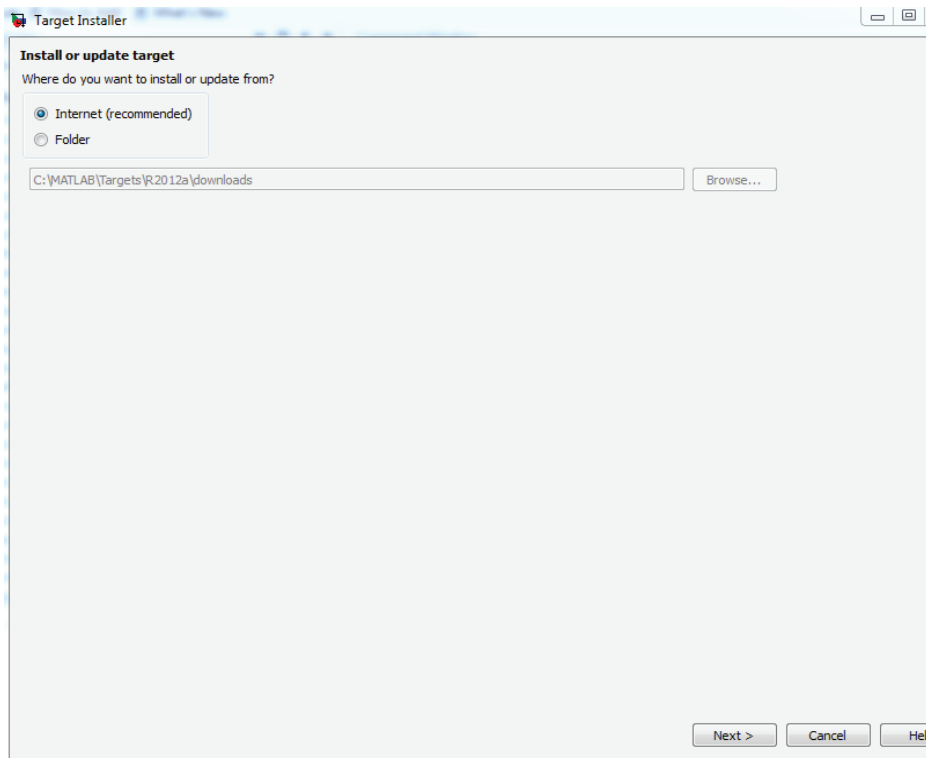 Target Installer
Install or update target
Where do you want to install or update from?
Internet (recommended)
Folder
C:\MATLAB\Targets\R2012a\downloads
Browse...
Next >
Cancel